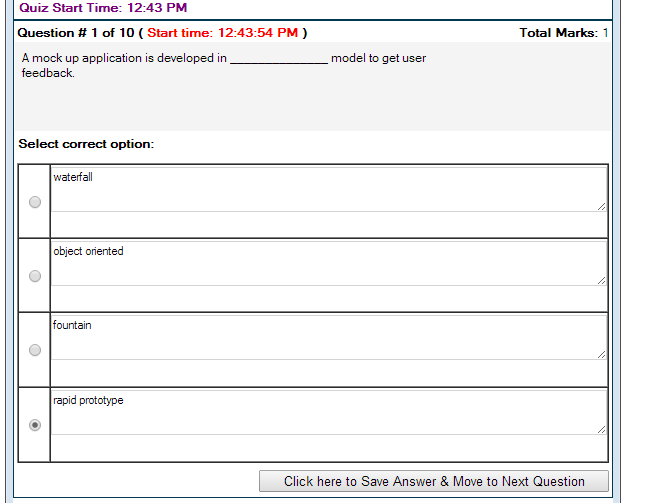 Quiz Start Time: 12:43 PM
Question # 1 of 10 ( Start time: 12:43:54 PM ) Total Marks: 1
A mock up application is developed in _______________ model to get user
feedback.
Select correct option:
waterfall
object oriented
fountain
rapid prototype
Click here to Save Answer & Move to Next Question